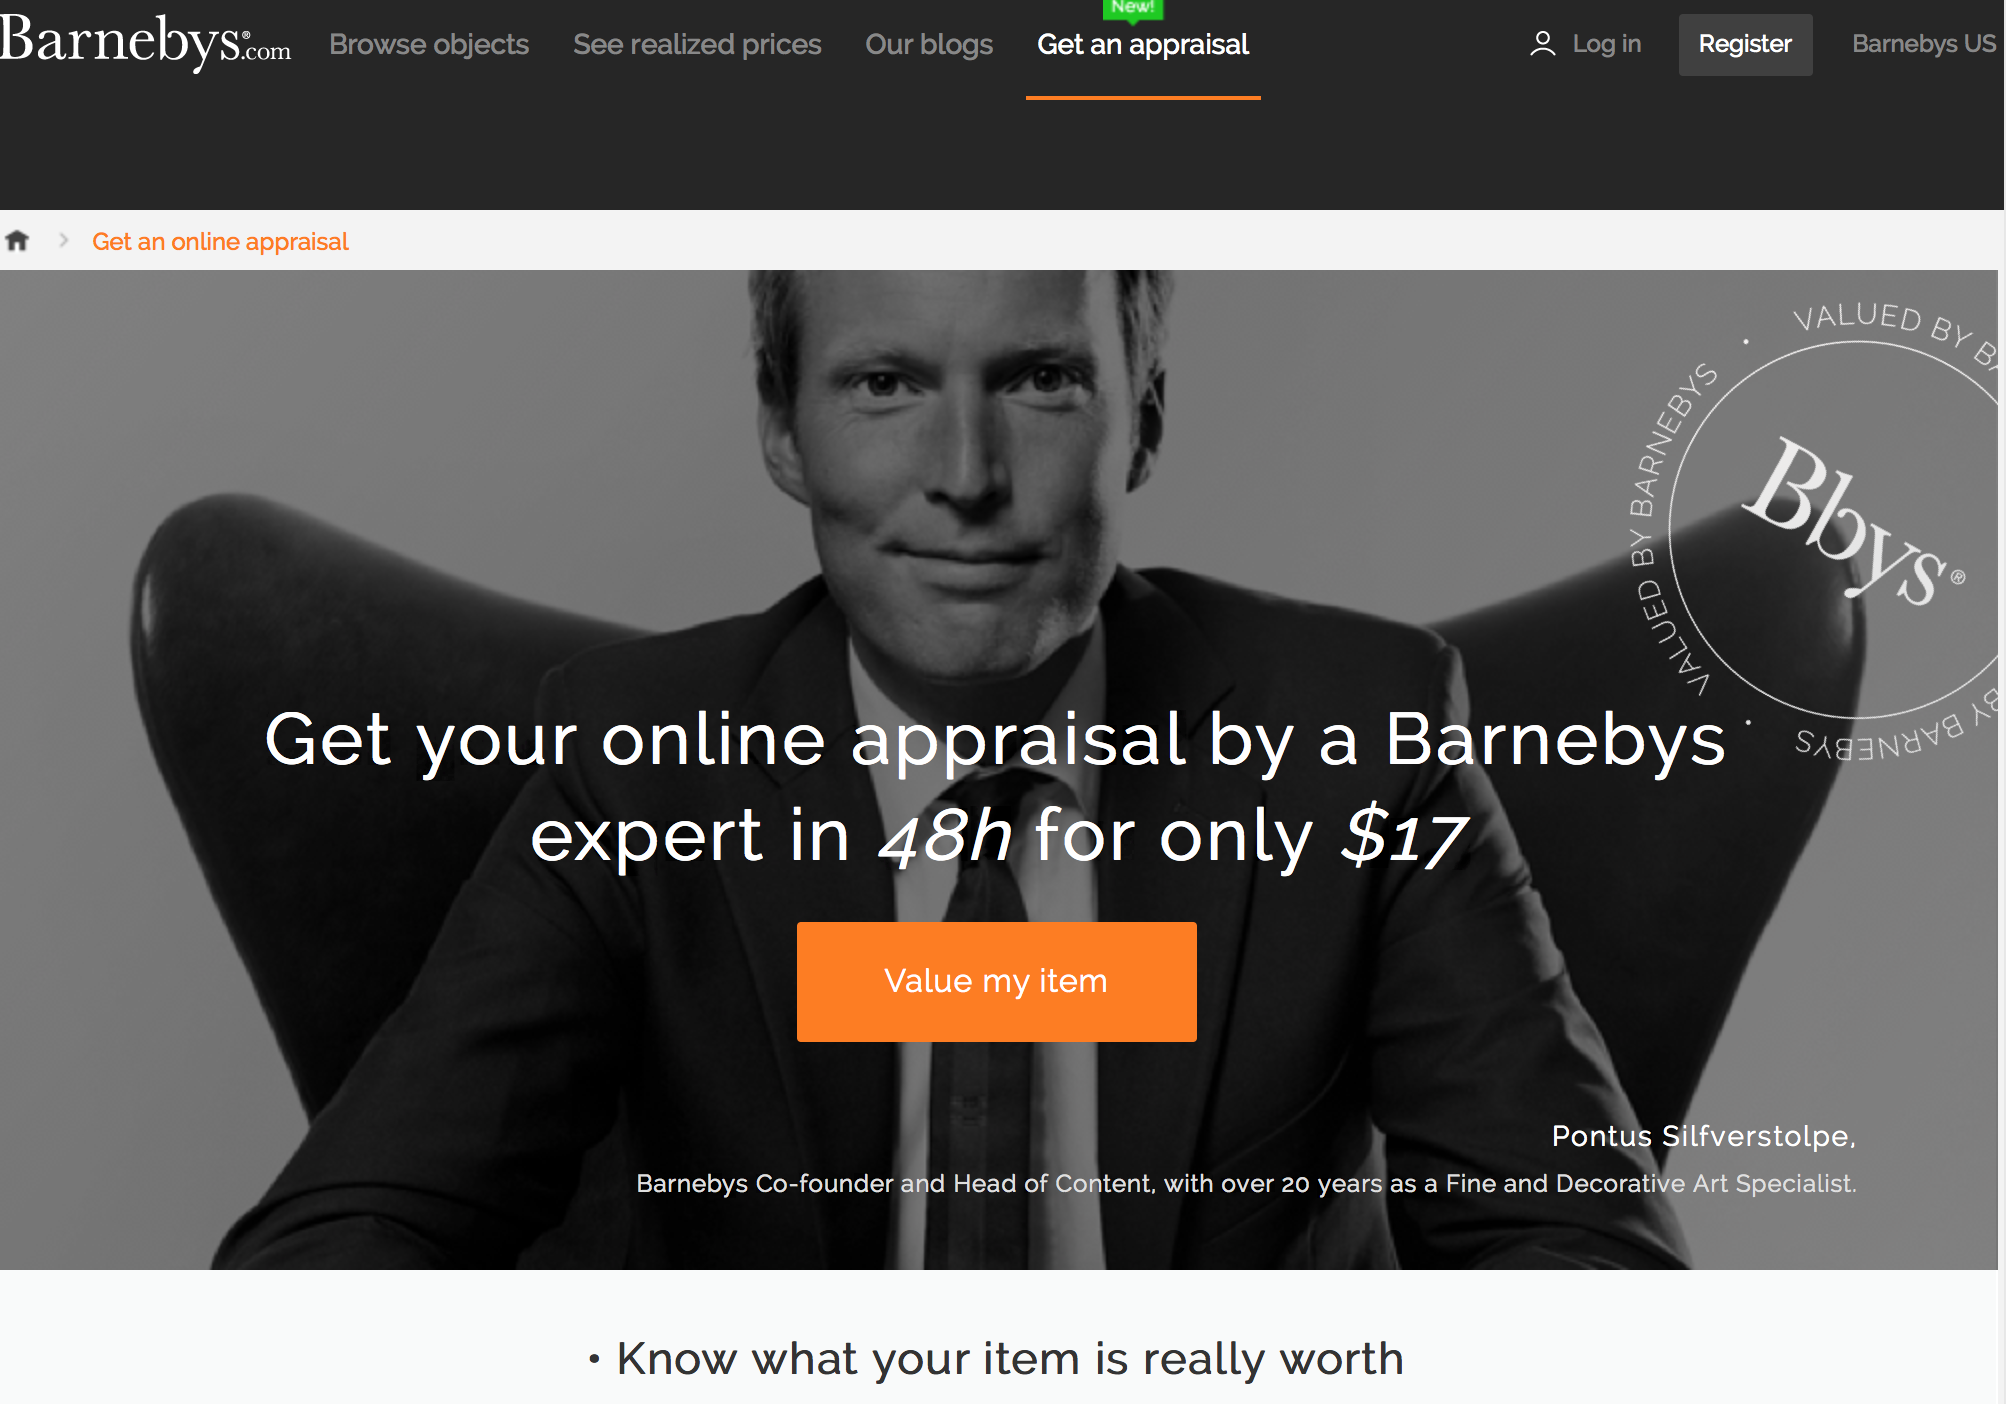 New!
Barnebys®.com
Browse objects
See realized prices
Our blogs
Get an appraisal
Log in
Register
Barnebys US
Get an online appraisal
VALUED BY BA
VALUED BY BARNEBYS
BY BARNEBYS
Bbys®
Get your online appraisal by a Barnebys
expert in 48h for only $17
Value my item
Pontus Silfverstolpe,
Barnebys Co-founder and Head of Content, with over 20 years as a Fine and Decorative Art Specialist.
• Know what your item is really worth